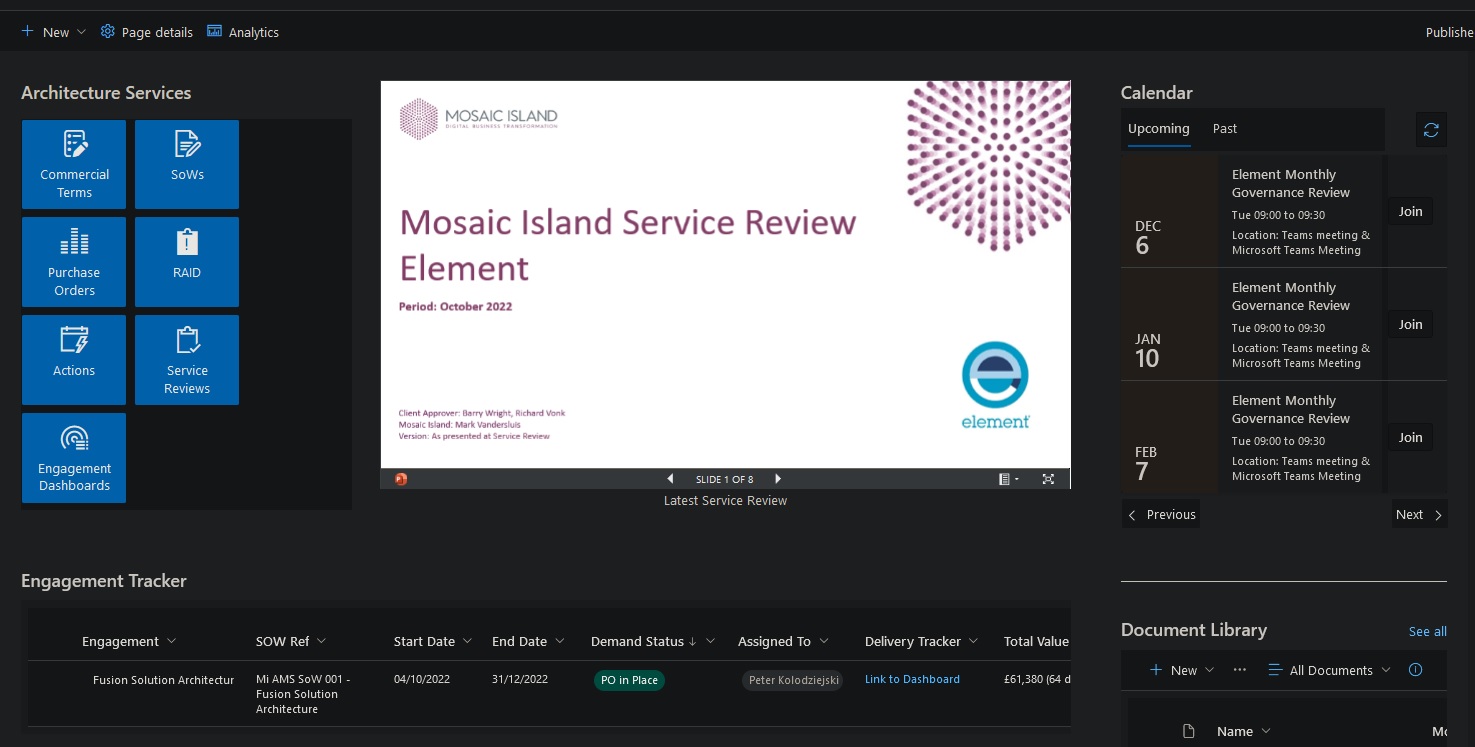 New
Page details
Analytics
Publishe
Architecture Services
Commercial
Terms
SoWs
Purchase
Orders
RAID
Actions
Service
Reviews
Engagement
Dashboards
MOSAIC ISLAND
DIGITAL BUSINESS TRANSFORMATION
Mosaic Island Service Review
Element
Period: October 2022
element
Client Approver: Barry Wright, Richard Vonk
Mosaic Island: Mark Vandersluis
Version: As presented at Service Review
SLIDE 1 OF 8
Latest Service Review
Calendar
Upcoming
Past
DEC
6
Element Monthly
Governance Review
Tue 09:00 to 09:30
Location: Teams meeting &
Microsoft Teams Meeting
Join
JAN
10
Element Monthly
Governance Review
Tue 09:00 to 09:30
Location: Teams meeting &
Microsoft Teams Meeting
Join
FEB
7
Element Monthly
Governance Review
Tue 09:00 to 09:30
Location: Teams meeting &
Microsoft Teams Meeting
Join
Previous
Next
Engagement Tracker
Engagement SOW Ref Start Date End Date Demand Status Assigned To Delivery Tracker Total Value
Fusion Solution Architectur
Mi AMS SoW 001 -
Fusion Solution
Architecture
04/10/2022
31/12/2022
PO in Place
Peter Kolodziejski
Link to Dashboard
£61,380 (64 d
Document Library
See all
New
All Documents
Name
Mo